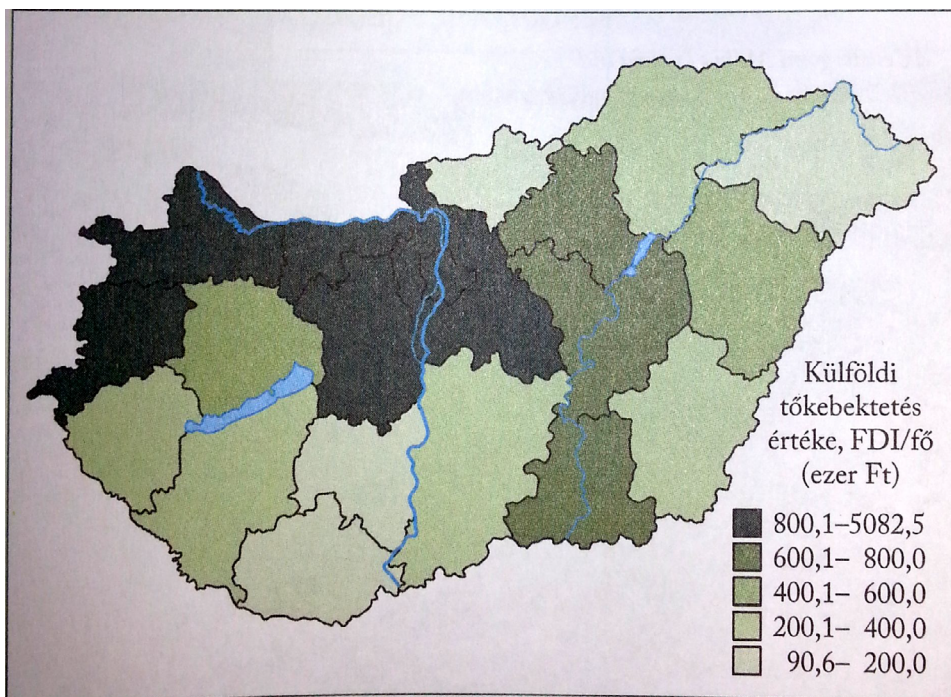 Külföldi
tőkebektetés
értéke, FDI/fő
(ezer Ft)
800,1–5082,5
600,1– 800,0
400,1– 600,0
200,1– 400,0
90,6– 200,0